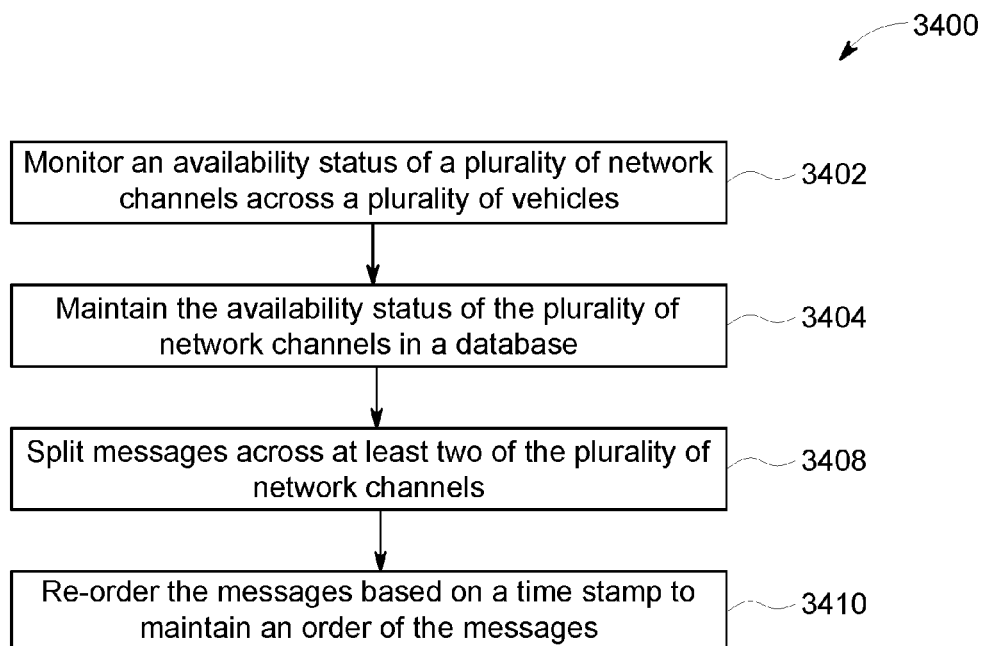 3400
Monitor an availability status of a plurality of network
channels across a plurality of vehicles
3402
Maintain the availability status of the plurality of
network channels in a database
3404
Split messages across at least two of the plurality of
network channels
3408
Re-order the messages based on a time stamp to
maintain an order of the messages
3410